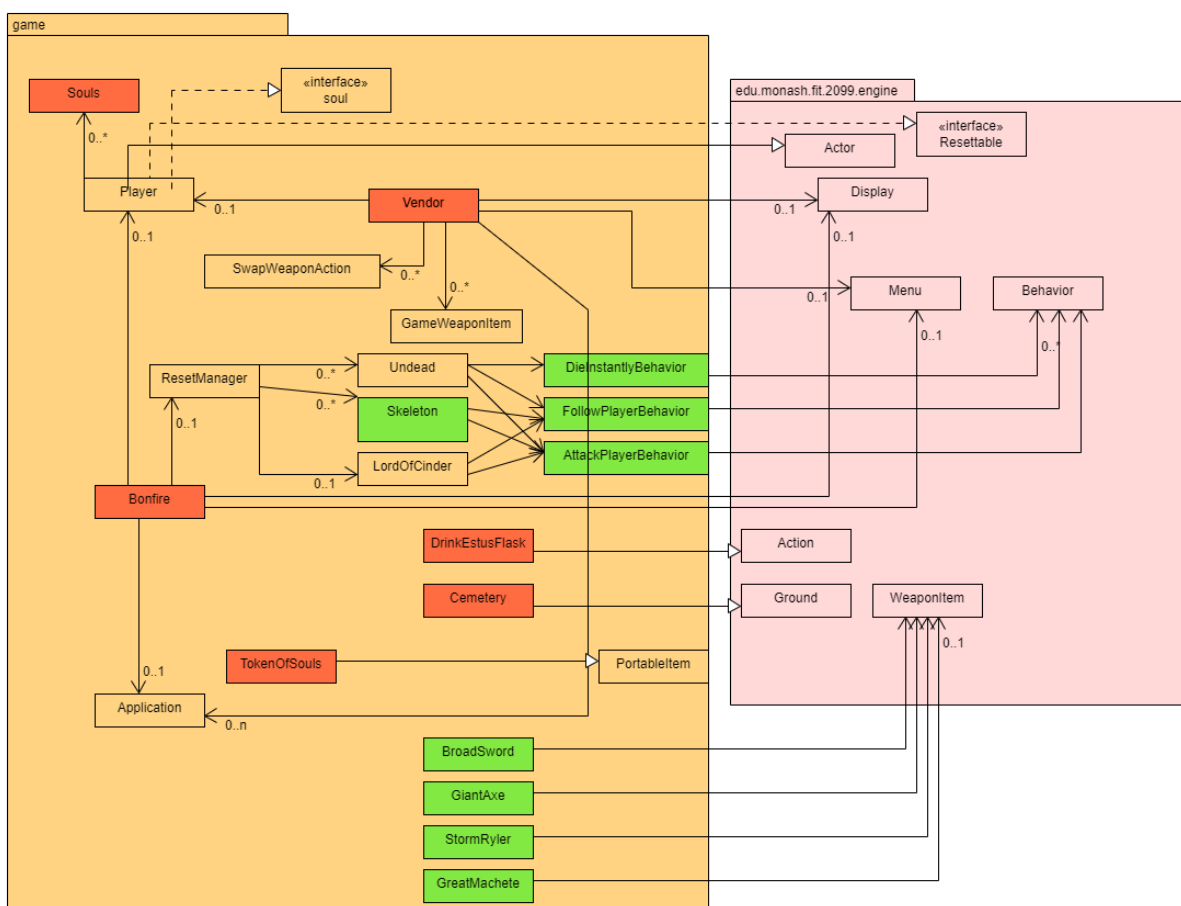 game
Souls
«interface»
soul
edu.monash.fit.2099.engine
«interface»
Resettable
0..*
Actor
Player
Vendor
Display
0..1
0..1
0..1
0..1
SwapWeaponAction
0..*
0..*
Menu
Behavior
0..1
GameWeaponItem
0..1
0..*
ResetManager
Undead
DieInstantlyBehavior
0..*
0..*
Skeleton
FollowPlayerBehavior
0..1
AttackPlayerBehavior
LordOfCinder
0..1
Bonfire
DrinkEstusFlask
Action
Cemetery
Ground
WeaponItem
0..1
TokenOfSouls
PortableItem
0..1
Application
0..n
BroadSword
GiantAxe
StormRyler
GreatMachete